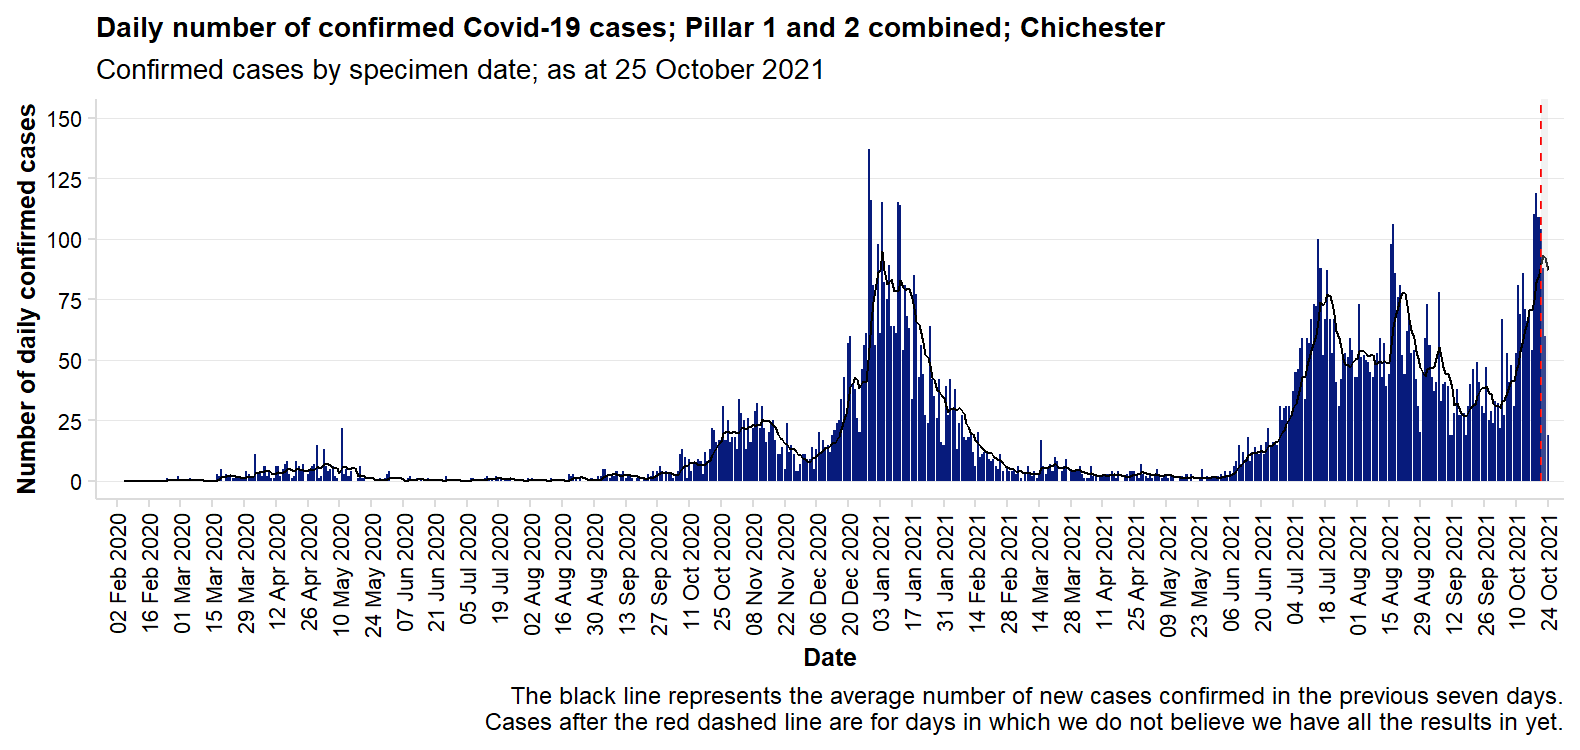 Daily number of confirmed Covid-19 cases; Pillar 1 and 2 combined; Chichester
Confirmed cases by specimen date; as at 25 October 2021
Number of daily confirmed cases
150
125
100
75
50
25
0
02 Feb 2020
16 Feb 2020
01 Mar 2020
15 Mar 2020
29 Mar 2020
12 Apr 2020
26 Apr 2020
10 May 2020
24 May 2020
07 Jun 2020
21 Jun 2020
05 Jul 2020
19 Jul 2020
02 Aug 2020
16 Aug 2020
30 Aug 2020
13 Sep 2020
27 Sep 2020
11 Oct 2020
25 Oct 2020
08 Nov 2020
22 Nov 2020
06 Dec 2020
20 Dec 2020
03 Jan 2021
17 Jan 2021
31 Jan 2021
14 Feb 2021
28 Feb 2021
14 Mar 2021
28 Mar 2021
11 Apr 2021
25 Apr 2021
09 May 2021
23 May 2021
06 Jun 2021
20 Jun 2021
04 Jul 2021
18 Jul 2021
01 Aug 2021
15 Aug 2021
29 Aug 2021
12 Sep 2021
26 Sep 2021
10 Oct 2021
24 Oct 2021
Date
The black line represents the average number of new cases confirmed in the previous seven days.
Cases after the red dashed line are for days in which we do not believe we have all the results in yet.